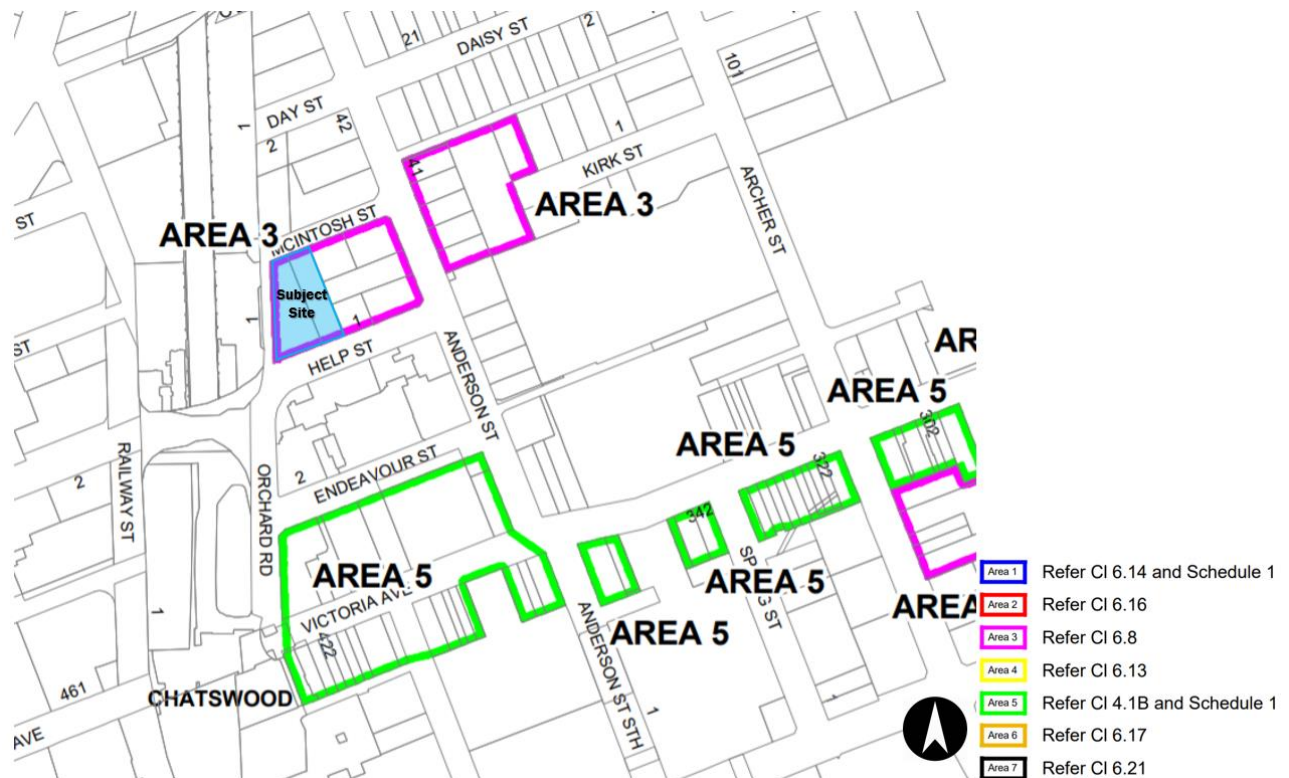 21
DAISY ST
2
101
DAY ST
1
2
42
41
1
KIRK ST
ST
AREA 3
MCINTOSH ST
AREA 3
ARCHER ST
Subject
Site
1
1
HELP ST
ST
ANDERSON ST
AR
AREA 5
302
AREA 5
322
RAILWAY ST
2
ORCHARD RD
2
ENDEAVOUR ST
342
AREA 5
AREA 5
SPRING ST
1
VICTORIA AVE
422
AREA 5
AREA
ANDERSON ST STH
461
CHATSWOOD
AVE
1
1
Area 1 Refer Cl 6.14 and Schedule 1
Area 2 Refer Cl 6.16
Area 3 Refer Cl 6.8
Area 4 Refer Cl 6.13
Area 5 Refer Cl 4.1B and Schedule 1
Area 6 Refer Cl 6.17
Area 7 Refer Cl 6.21